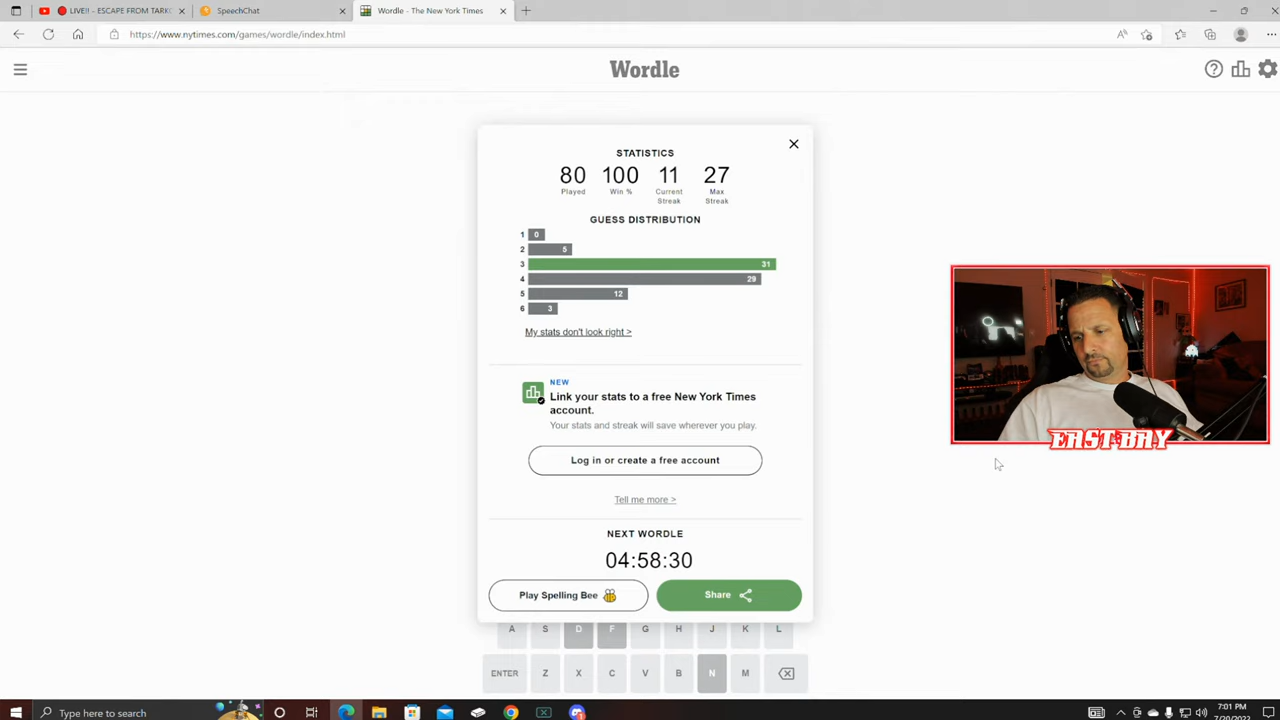 LIVE!! - ESCAPE FROM TARK
SpeechChat
Wordle - The New York Times
https://www.nytimes.com/games/wordle/index.html
Wordle
STATISTICS
80 100 11 27
Played Win % Current Streak Max Streak
GUESS DISTRIBUTION
1 0
2 5
3 31
4 29
5 12
6 3
My stats don't look right >
NEW
Link your stats to a free New York Times
account.
Your stats and streak will save wherever you play.
Log in or create a free account
Tell me more >
EAST BAY
NEXT WORDLE
04:58:30
Play Spelling Bee
Share
A S D F G H J K L
ENTER Z X C V B N M
Type here to search
7:01 PM
7/20/2022